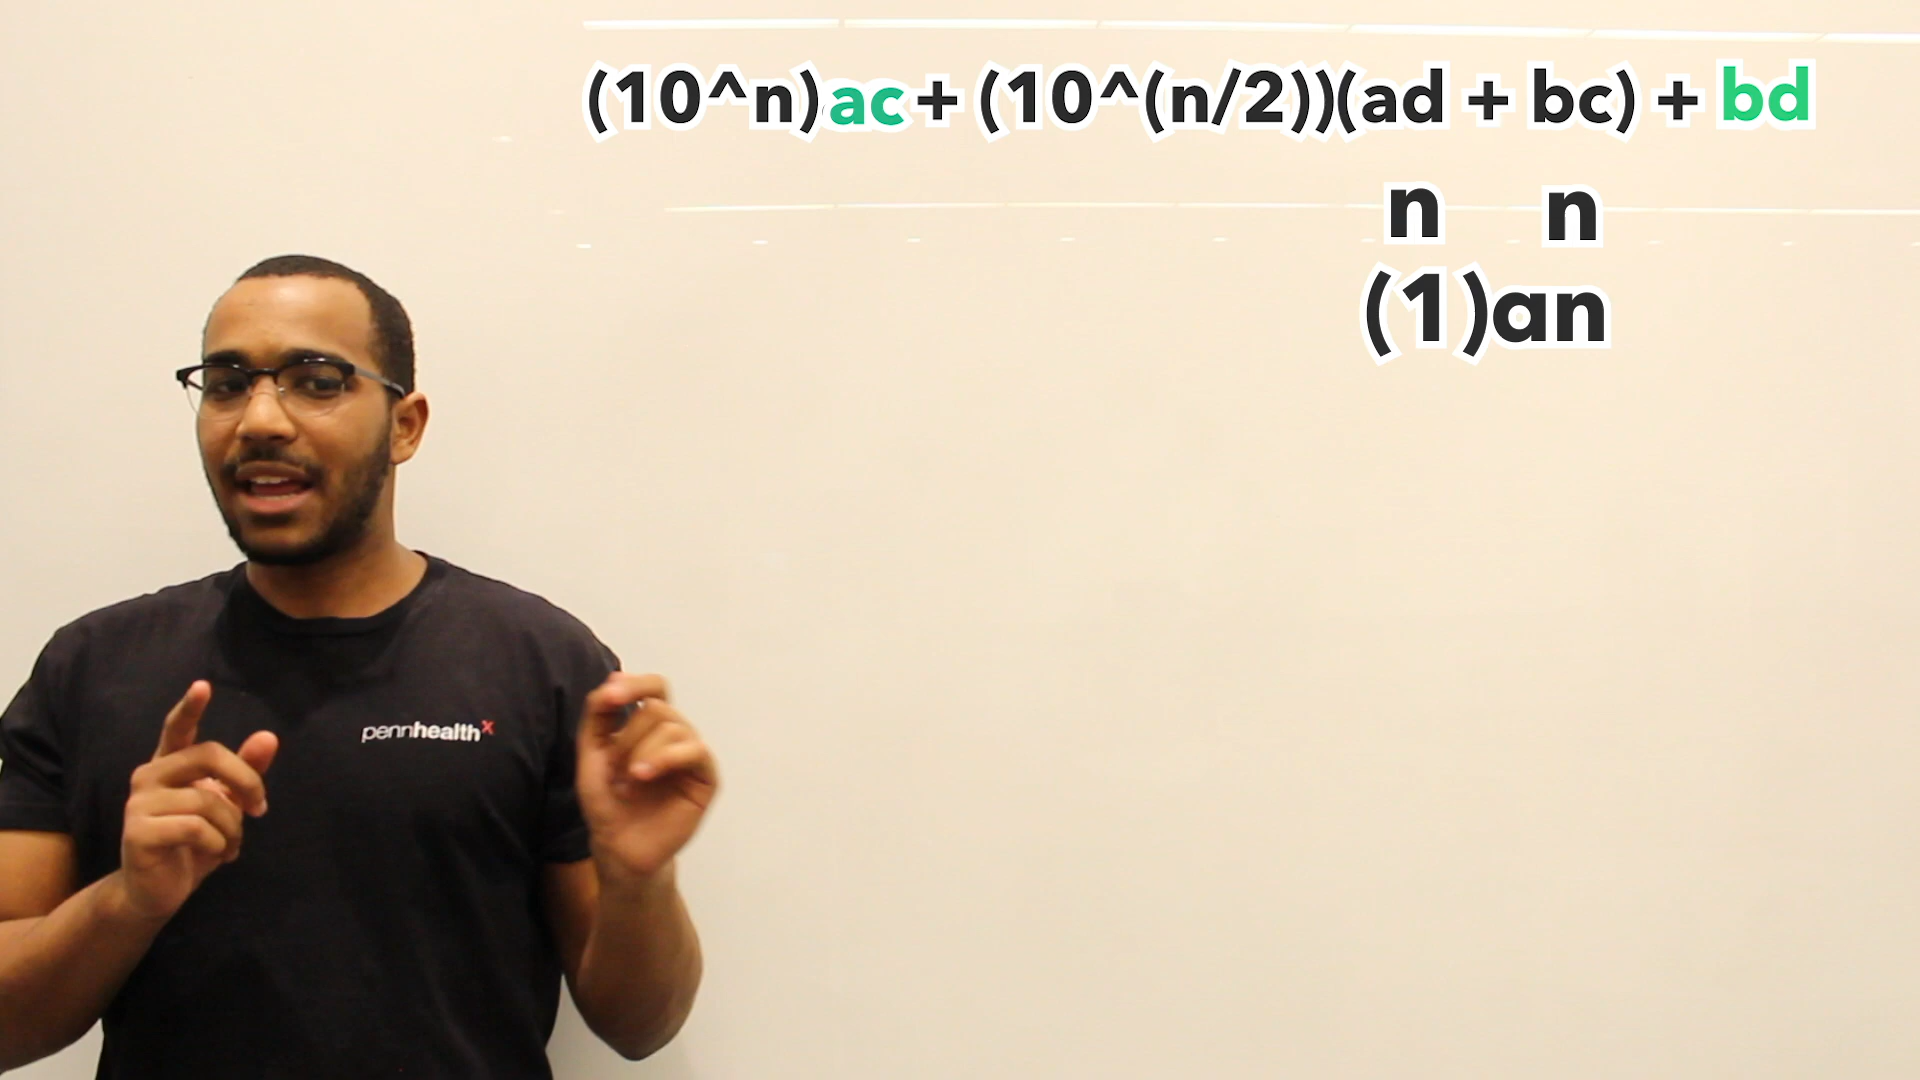 (10^n)ac + (10^(n/2))(ad + bc) + bd
n n
(1)an
pennhealthx